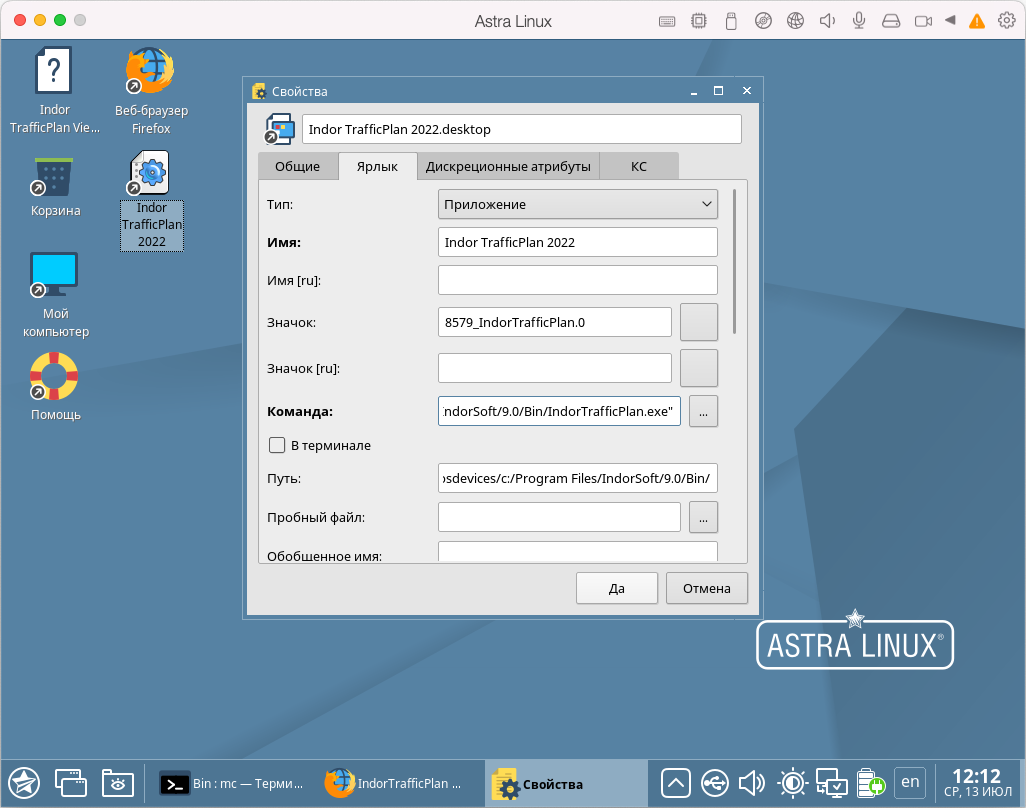 Astra Linux
Indor
TrafficPlan Vie...
Веб-браузер
Firefox
Корзина
Indor
TrafficPlan
2022
Мой
компьютер
Помощь
Свойства
Indor TrafficPlan 2022.desktop
Общие
Ярлык
Дискреционные атрибуты
КС
Тип:
Приложение
Имя:
Indor TrafficPlan 2022
Имя [ru]:
Значок:
8579_IndorTrafficPlan.0
Значок [ru]:
Команда:
IndorSoft/9.0/Bin/IndorTrafficPlan.exe"
...
В терминале
Путь:
osdevices/c:/Program Files/IndorSoft/9.0/Bin/
Пробный файл:
...
Обобщенное имя:
Да
Отмена
ASTRA LINUX®
Bin : mc — Терми...
IndorTrafficPlan ...
Свойства
en
12:12
СР, 13 ИЮЛ